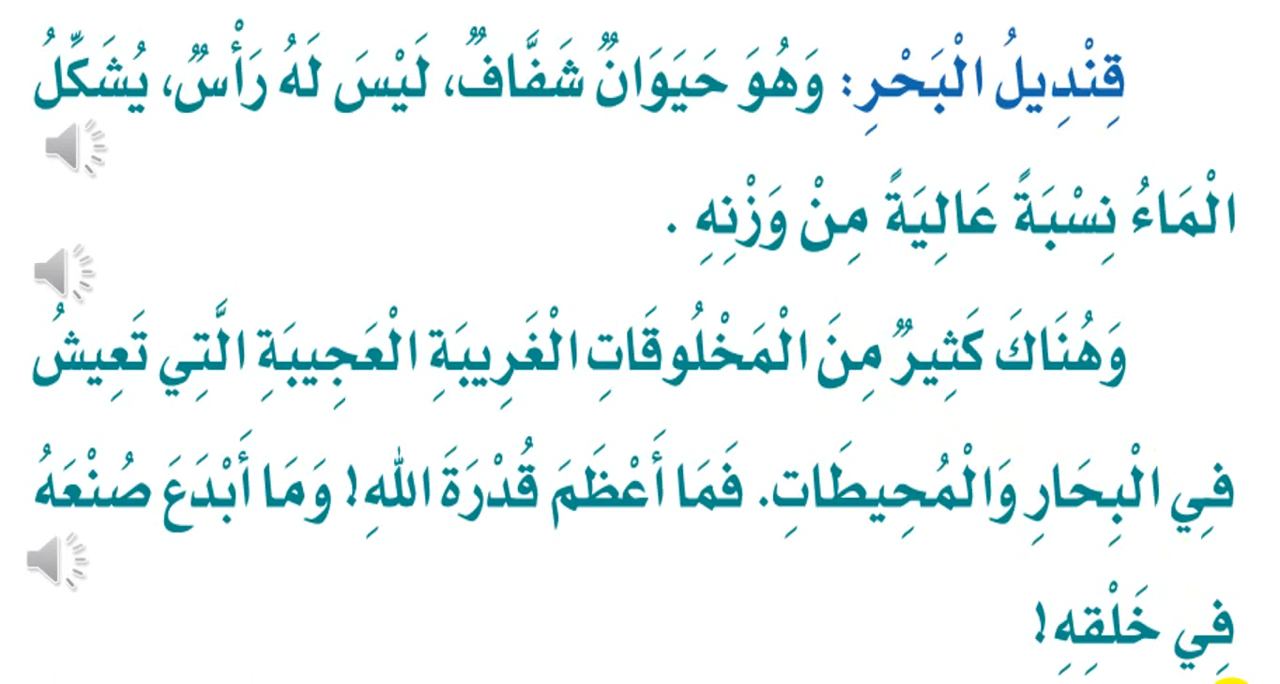 قِنْدِيلُ الْبَحْرِ: وَهُوَ حَيَوَانٌ شَفَّافٌ، لَيْسَ لَهُ رَأْسٌ، يُشَكِّلُ
الْمَاءُ نِسْبَةً عَالِيَةً مِنْ وَزْنِهِ .
وَهُنَاكَ كَثِيرٌ مِنَ الْمَخْلُوقَاتِ الْغَرِيبَةِ الْعَجِيبَةِ الَّتِي تَعِيشُ
فِي الْبِحَارِ وَالْمُحِيطَاتِ. فَمَا أَعْظَمَ قُدْرَةَ اللهِ! وَمَا أَبْدَعَ صُنْعَهُ
فِي خَلْقِهِ!